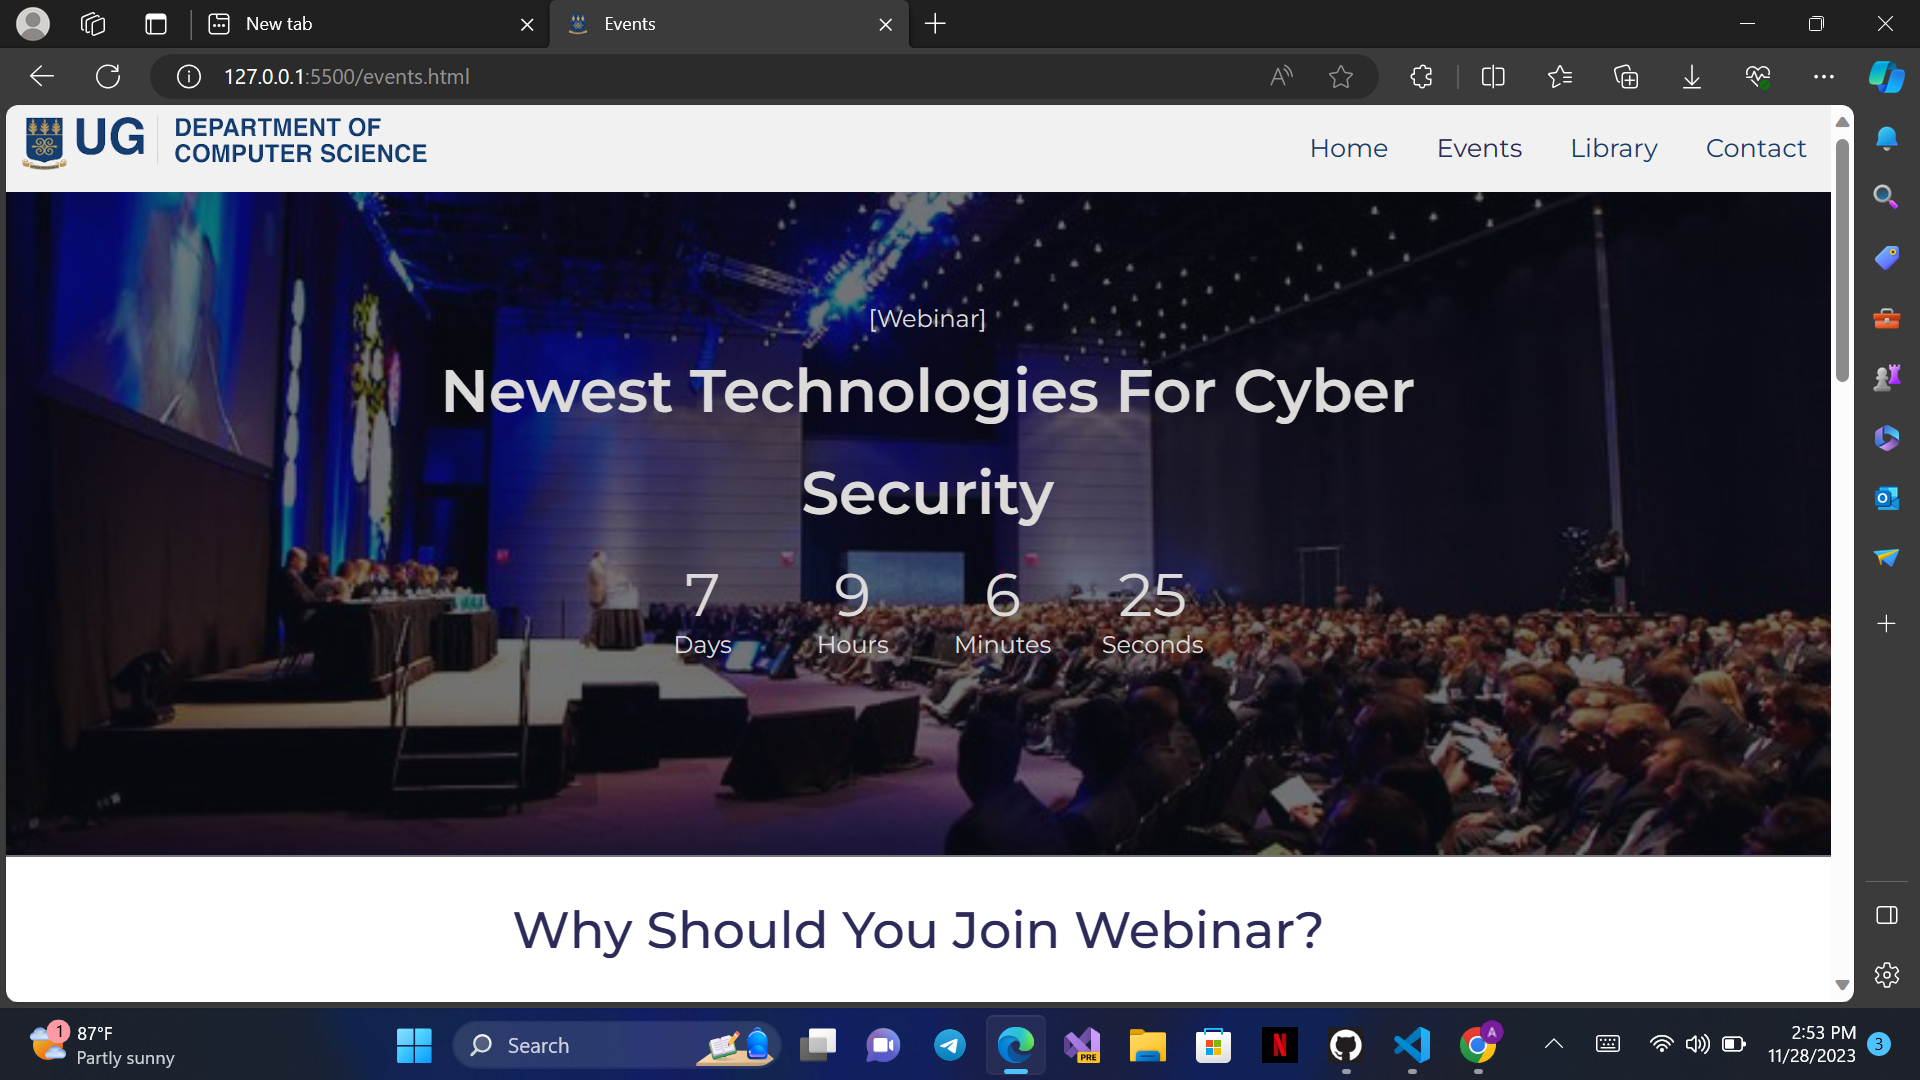 New tab
Events
127.0.0.1:5500/events.html
UG
DEPARTMENT OF
COMPUTER SCIENCE
Home
Events
Library
Contact
[Webinar]
Newest Technologies For Cyber
Security
7
9
6
25
Days
Hours
Minutes
Seconds
Why Should You Join Webinar?
1
87°F
Partly sunny
Search
PRE
N
A
2:53 PM
11/28/2023
3